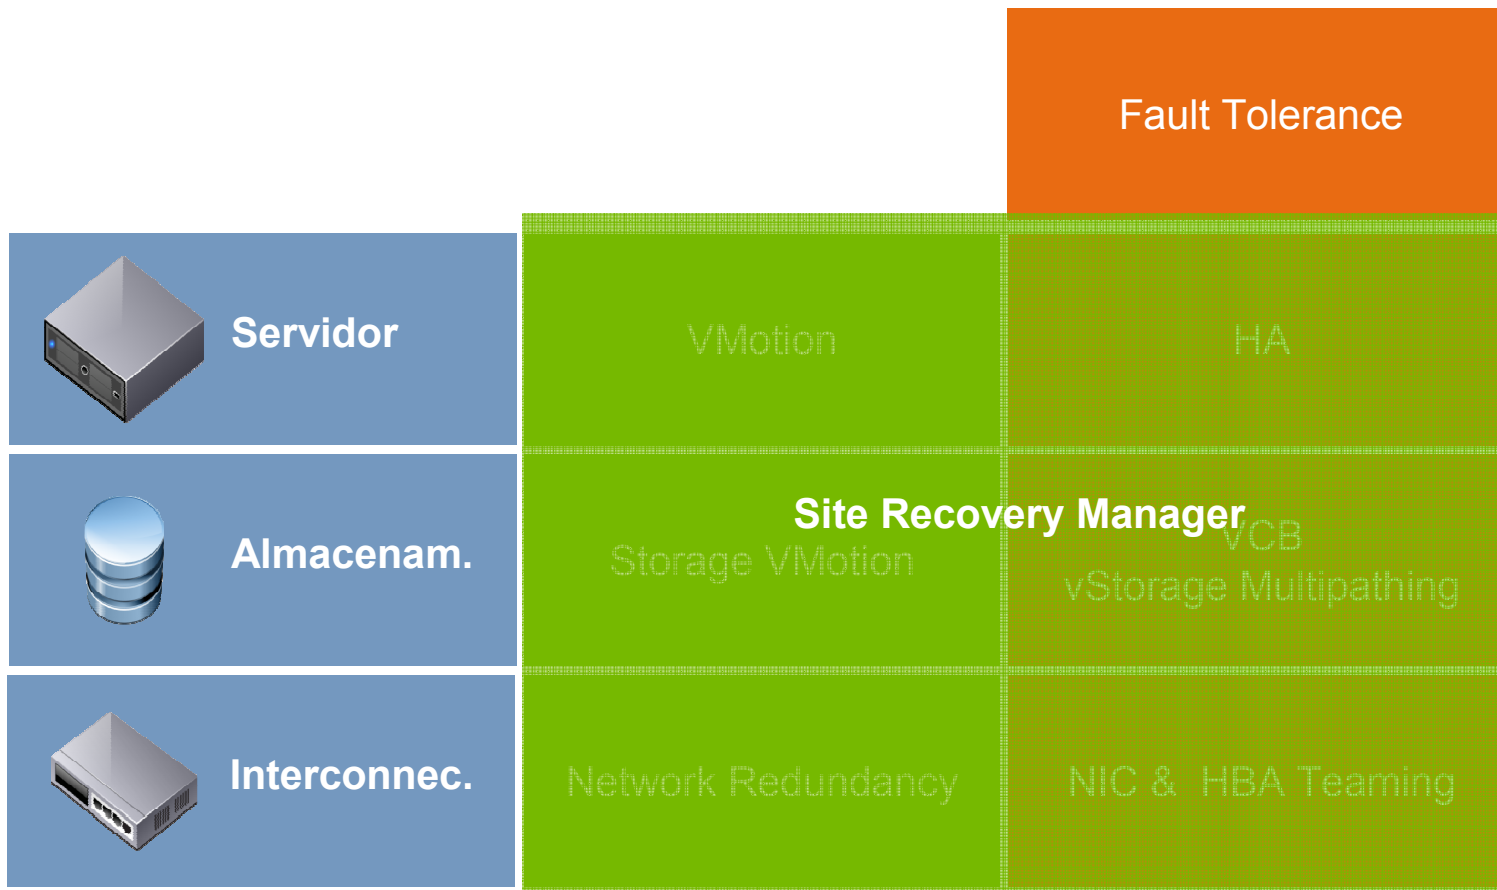 Fault Tolerance
Servidor
VMotion
HA
Site Recovery Manager
Almacenam.
Storage VMotion
VCB
vStorage Multipathing
Interconnec.
Network Redundancy
NIC & HBA Teaming